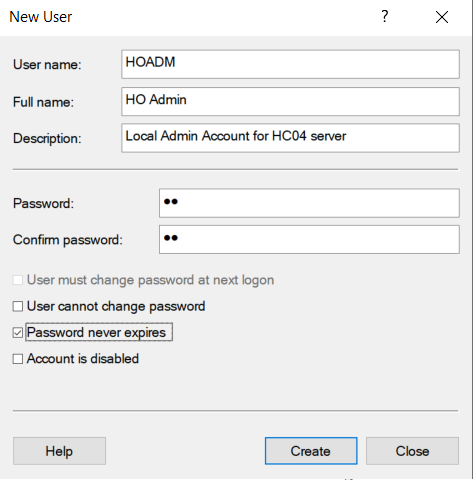 New User
?
User name: HOADM
Full name: HO Admin
Description: Local Admin Account for HC04 server
Password: ●●
Confirm password: ●●
User must change password at next logon
User cannot change password
Password never expires
Account is disabled
Help Create Close